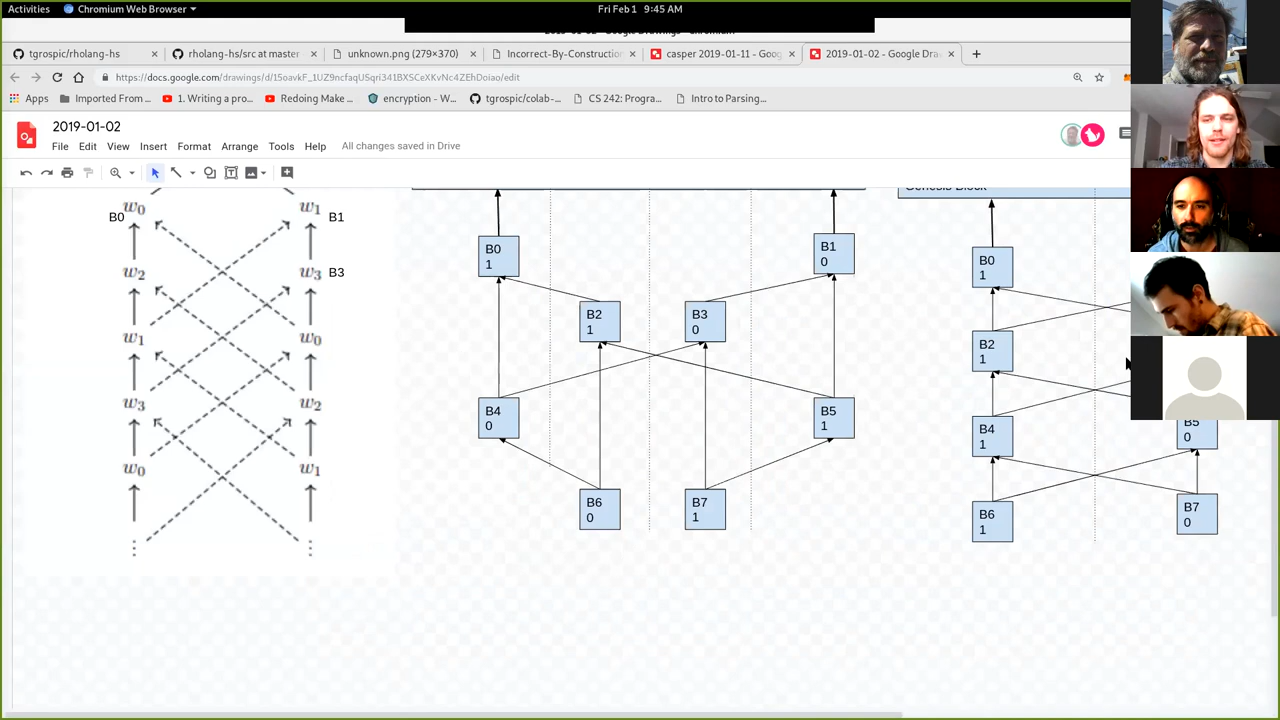 Activities
Chromium Web Browser
Fri Feb 1 9:45 AM
tgrospic/rholang-hs
rholang-hs/src at master
unknown.png (279×370)
Incorrect-By-Construction
casper 2019-01-11 - Goog
2019-01-02 - Google Dra
https://docs.google.com/drawings/d/15oavkF_1UZ9ncfaqUSqri341BXSCeXKvNc4ZEhDoiao/edit
Apps
Imported From ...
1. Writing a pro...
Redoing Make ...
encryption - W...
tgrospic/colab-...
CS 242: Progra...
Intro to Parsing...
2019-01-02
File Edit View Insert Format Arrange Tools Help
All changes saved in Drive
Genesis Block
B0 w0 w1 B1
w2 w3 B3
w1 w0
w3 w2
w0 w1
B0
1
B1
0
B2
1
B3
0
B4
0
B5
1
B6
0
B7
1
B0
1
B2
1
B4
1
B5
0
B6
1
B7
0